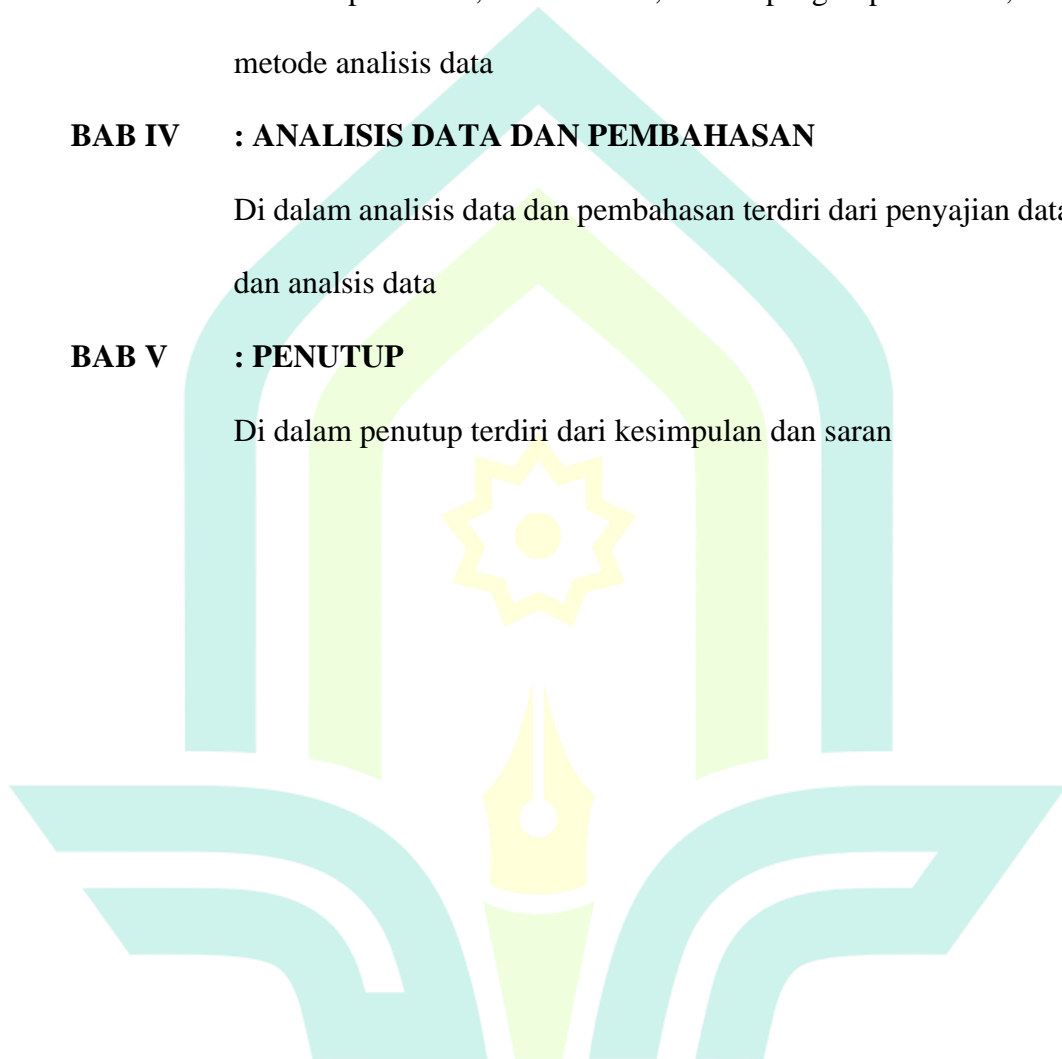 metode analisis data
BAB IV : ANALISIS DATA DAN PEMBAHASAN
Di dalam analisis data dan pembahasan terdiri dari penyajian data
dan analsis data
BAB V : PENUTUP
Di dalam penutup terdiri dari kesimpulan dan saran